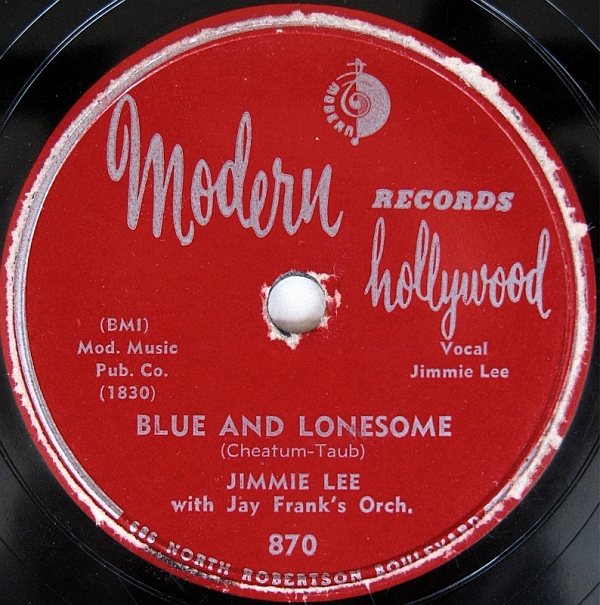 MODERN
Modern
RECORDS
hollywood
(BMI)
Mod. Music
Pub. Co.
(1830)
Vocal
Jimmie Lee
BLUE AND LONESOME
(Cheatum-Taub)
JIMMIE LEE
with Jay Frank's Orch.
870
NORTH ROBERTSON BOULEVARD